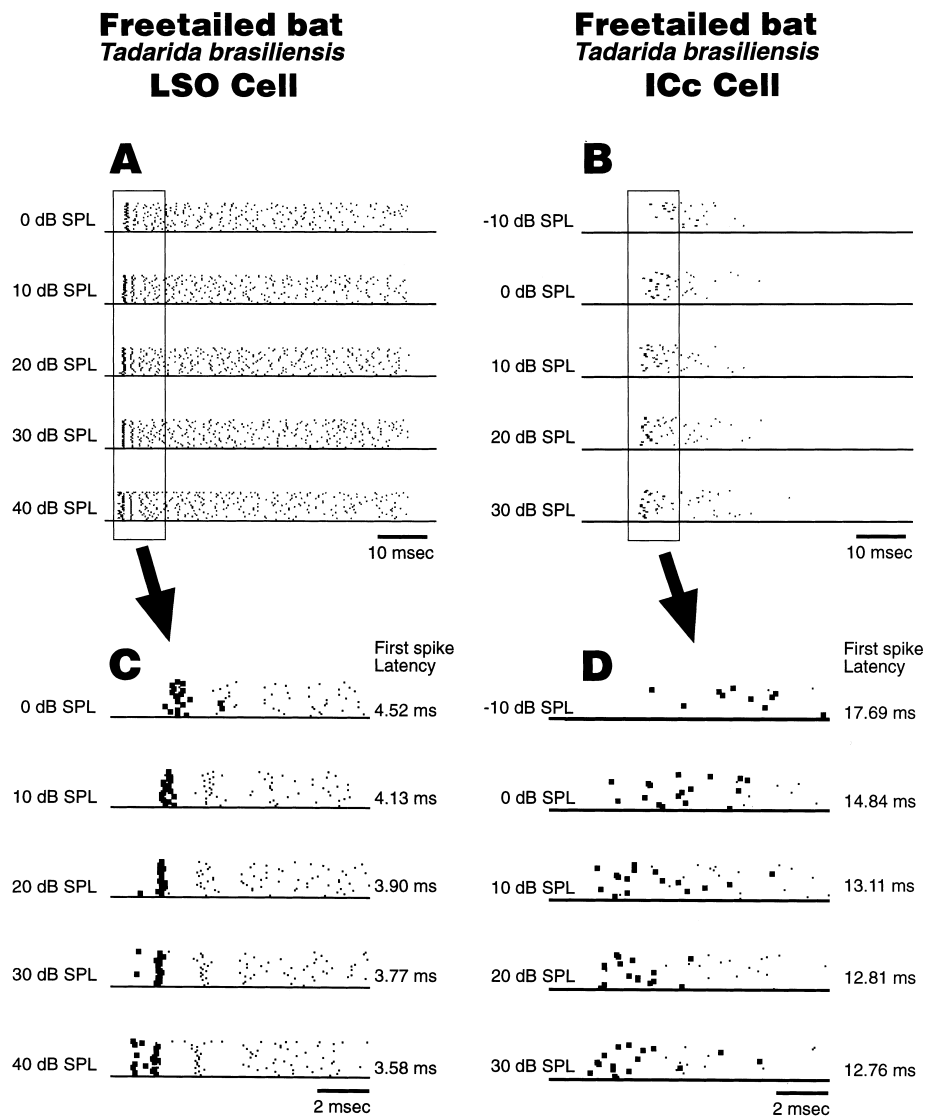 Freetailed bat
Tadarida brasiliensis
LSO Cell
Freetailed bat
Tadarida brasiliensis
ICc Cell
A
0 dB SPL
10 dB SPL
20 dB SPL
30 dB SPL
40 dB SPL
10 msec
B
-10 dB SPL
0 dB SPL
10 dB SPL
20 dB SPL
30 dB SPL
10 msec
C
First spike
Latency
0 dB SPL
4.52 ms
10 dB SPL
4.13 ms
20 dB SPL
3.90 ms
30 dB SPL
3.77 ms
40 dB SPL
3.58 ms
2 msec
D
First spike
Latency
-10 dB SPL
17.69 ms
0 dB SPL
14.84 ms
10 dB SPL
13.11 ms
20 dB SPL
12.81 ms
30 dB SPL
12.76 ms
2 msec